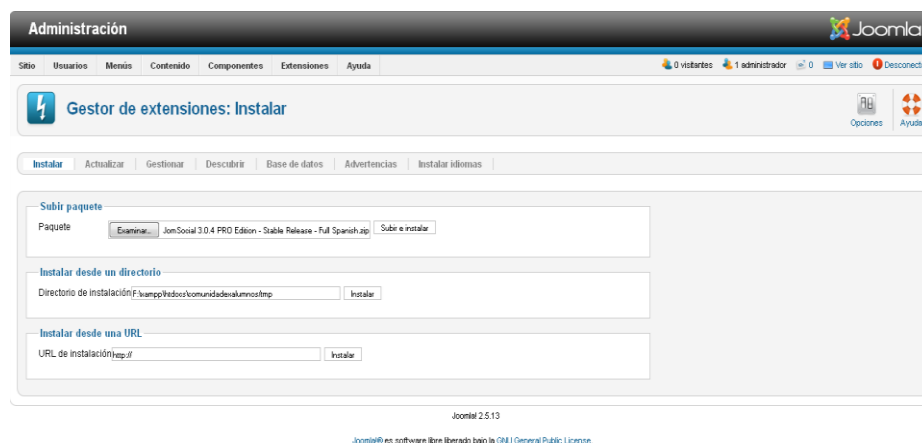 Administración
Joomla
Sitio Usuarios Menús Contenido Componentes Extensiones Ayuda 0 visitantes 1 administrador 0 Ver sitio Desconect
Gestor de extensiones: Instalar
Opciones Ayuda
Instalar Actualizar Gestionar Descubrir Base de datos Advertencias Instalar idiomas
Subir paquete
Paquete Examinar... JomSocial 3.0.4 PRO Edition - Stable Release - Full Spanish.zip Subir e instalar
Instalar desde un directorio
Directorio de instalación F:\xampp\htdocs\comunidadexalumnos/tmp Instalar
Instalar desde una URL
URL de instalación http:// Instalar
Joomla! 2.5.13
Joomla!® es software libre liberado bajo la GNU General Public License.